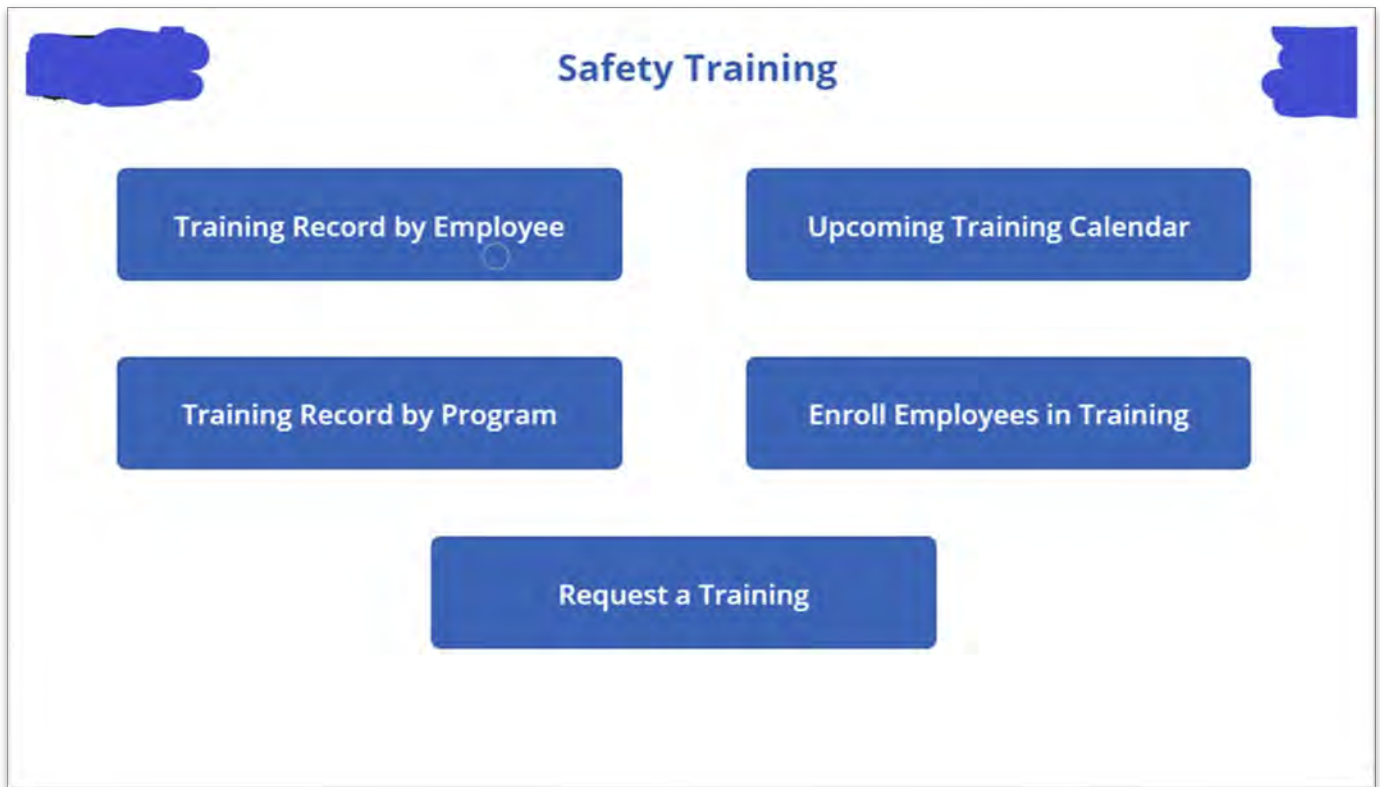 Safety Training
Training Record by Employee
Upcoming Training Calendar
Training Record by Program
Enroll Employees in Training
Request a Training